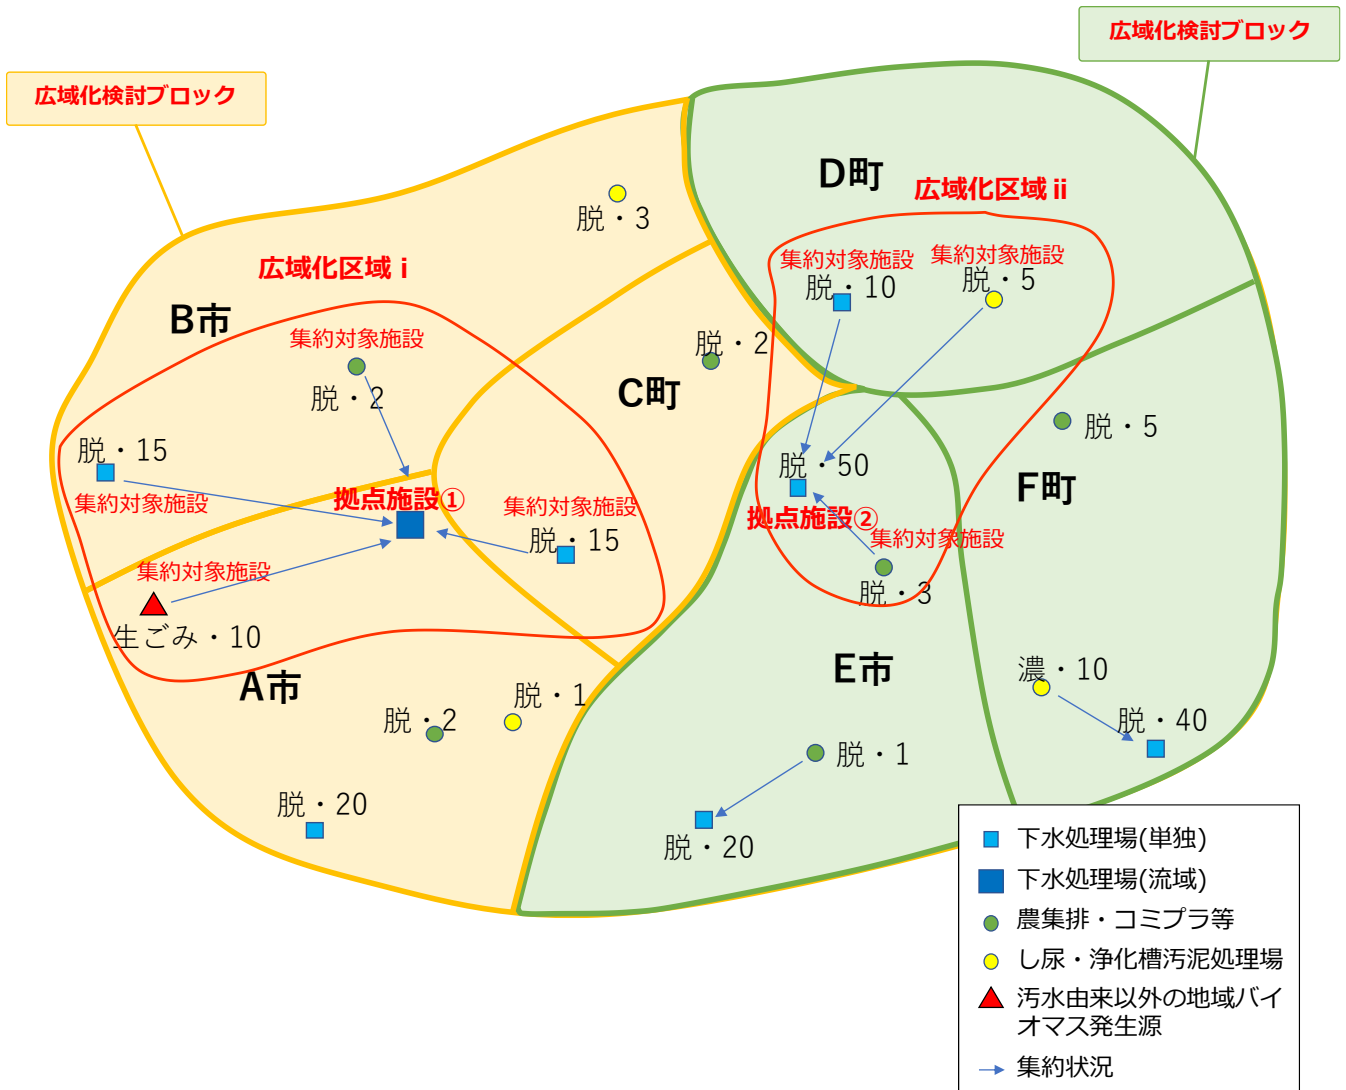 広域化検討ブロック
広域化検討ブロック
D町
広域化区域 ii
脱・3
集約対象施設
集約対象施設
広域化区域 i
脱・10
脱・5
B市
集約対象施設
脱・2
C町
脱・2
脱・5
脱・15
脱・50
F町
集約対象施設
拠点施設①
集約対象施設
拠点施設②
脱・15
集約対象施設
集約対象施設
脱・3
生ごみ・10
E市
濃・10
A市
脱・1
脱・2
脱・40
脱・1
脱・20
脱・20
下水処理場(単独)
下水処理場(流域)
農集排・コミプラ等
し尿・浄化槽汚泥処理場
汚水由来以外の地域バイ
オマス発生源
集約状況